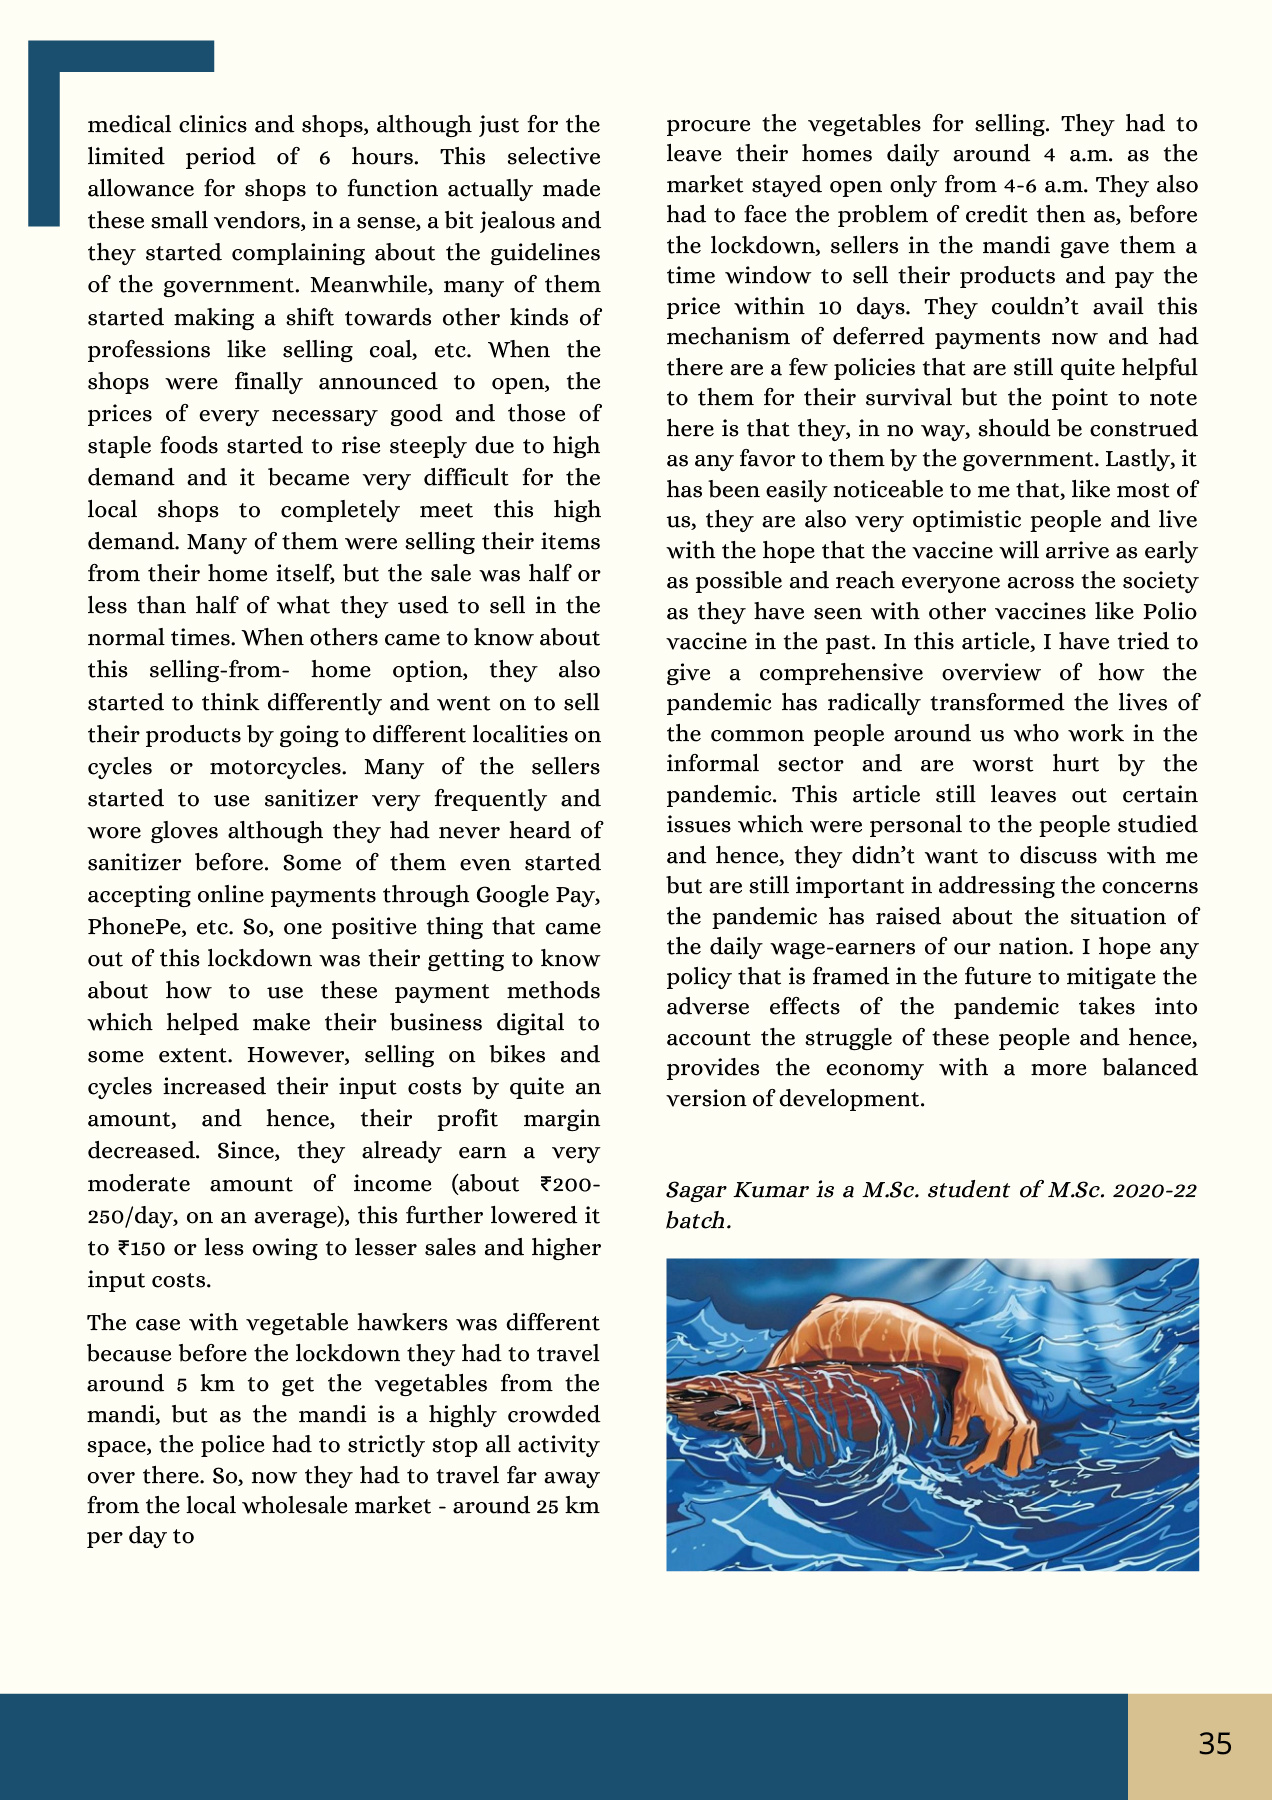 medical clinics and shops, although just for the
limited period of 6 hours. This selective
allowance for shops to function actually made
these small vendors, in a sense, a bit jealous and
they started complaining about the guidelines
of the government. Meanwhile, many of them
started making a shift towards other kinds of
professions like selling coal, etc. When the
shops were finally announced to open, the
prices of every necessary good and those of
staple foods started to rise steeply due to high
demand and it became very difficult for the
local shops to completely meet this high
demand. Many of them were selling their items
from their home itself, but the sale was half or
less than half of what they used to sell in the
normal times. When others came to know about
this selling-from- home option, they also
started to think differently and went on to sell
their products by going to different localities on
cycles or motorcycles. Many of the sellers
started to use sanitizer very frequently and
wore gloves although they had never heard of
sanitizer before. Some of them even started
accepting online payments through Google Pay,
PhonePe, etc. So, one positive thing that came
out of this lockdown was their getting to know
about how to use these payment methods
which helped make their business digital to
some extent. However, selling on bikes and
cycles increased their input costs by quite an
amount, and hence, their profit margin
decreased. Since, they already earn a very
moderate amount of income (about ₹200-
250/day, on an average), this further lowered it
to ₹150 or less owing to lesser sales and higher
input costs.
The case with vegetable hawkers was different
because before the lockdown they had to travel
around 5 km to get the vegetables from the
mandi, but as the mandi is a highly crowded
space, the police had to strictly stop all activity
over there. So, now they had to travel far away
from the local wholesale market - around 25 km
per day to
procure the vegetables for selling. They had to
leave their homes daily around 4 a.m. as the
market stayed open only from 4-6 a.m. They also
had to face the problem of credit then as, before
the lockdown, sellers in the mandi gave them a
time window to sell their products and pay the
price within 10 days. They couldn't avail this
mechanism of deferred payments now and had
there are a few policies that are still quite helpful
to them for their survival but the point to note
here is that they, in no way, should be construed
as any favor to them by the government. Lastly, it
has been easily noticeable to me that, like most of
us, they are also very optimistic people and live
with the hope that the vaccine will arrive as early
as possible and reach everyone across the society
as they have seen with other vaccines like Polio
vaccine in the past. In this article, I have tried to
give a comprehensive overview of how the
pandemic has radically transformed the lives of
the common people around us who work in the
informal sector and are worst hurt by the
pandemic. This article still leaves out certain
issues which were personal to the people studied
and hence, they didn't want to discuss with me
but are still important in addressing the concerns
the pandemic has raised about the situation of
the daily wage-earners of our nation. I hope any
policy that is framed in the future to mitigate the
adverse effects of the pandemic takes into
account the struggle of these people and hence,
provides the economy with a more balanced
version of development.
Sagar Kumar is a M.Sc. student of M.Sc. 2020-22
batch.
35